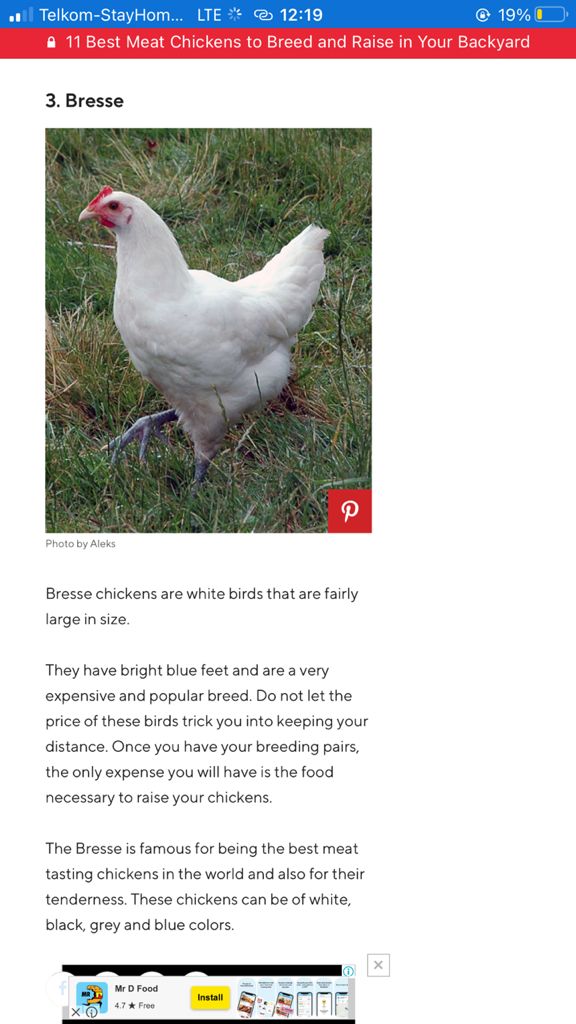 Telkom-StayHom... LTE 12:19 19%
11 Best Meat Chickens to Breed and Raise in Your Backyard
3. Bresse
Photo by Aleks
Bresse chickens are white birds that are fairly
large in size.
They have bright blue feet and are a very
expensive and popular breed. Do not let the
price of these birds trick you into keeping your
distance. Once you have your breeding pairs,
the only expense you will have is the food
necessary to raise your chickens.
The Bresse is famous for being the best meat
tasting chickens in the world and also for their
tenderness. These chickens can be of white,
black, grey and blue colors.
Mr D Food
4.7 ★ Free
Install